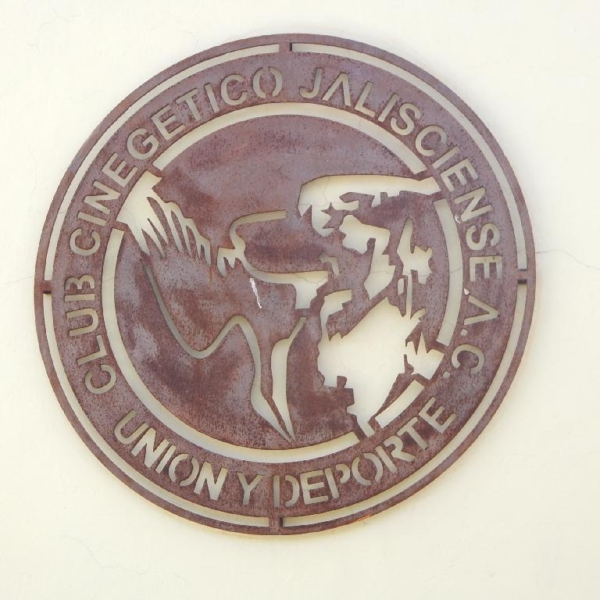 CLUB CINEGETICO JALISCIENSE A.C.
UNION Y DEPORTE